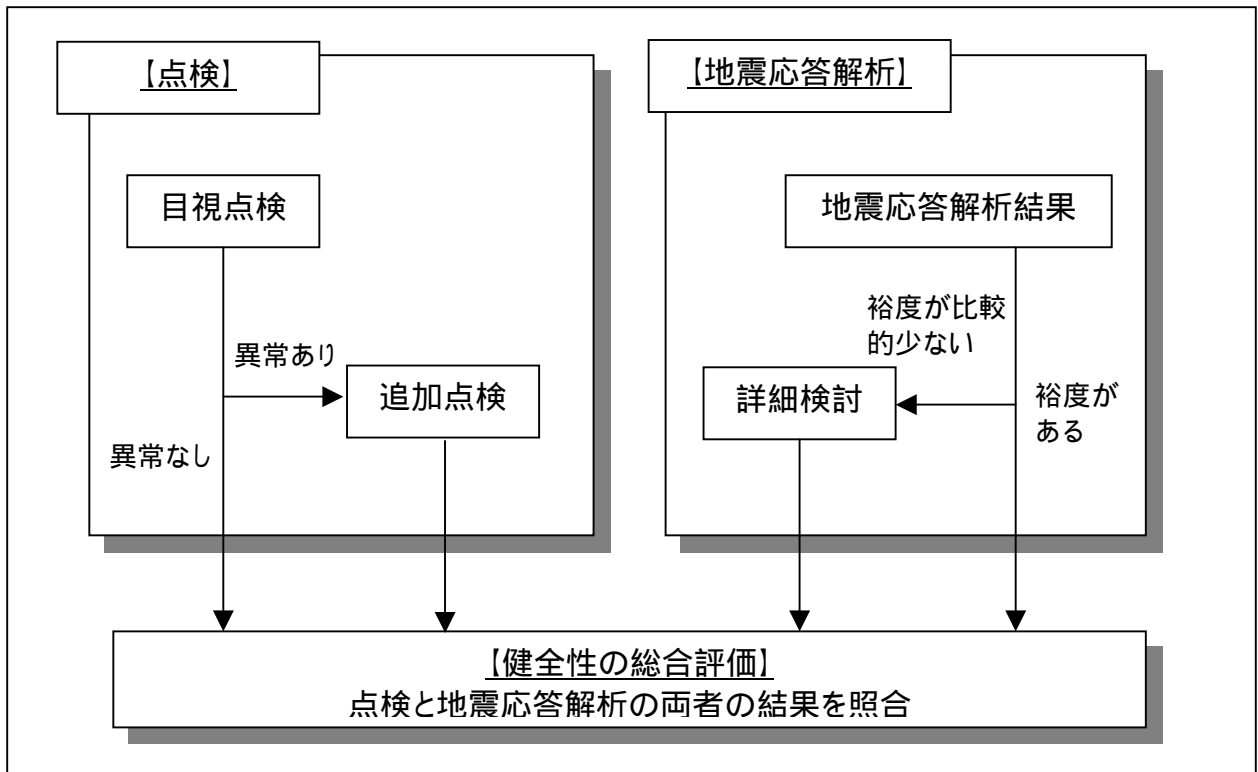 【点検】
目視点検
異常あり
追加点検
異常なし
【地震応答解析】
地震応答解析結果
裕度が比較
的少ない
詳細検討
裕度が
ある
【健全性の総合評価】
点検と地震応答解析の両者の結果を照合